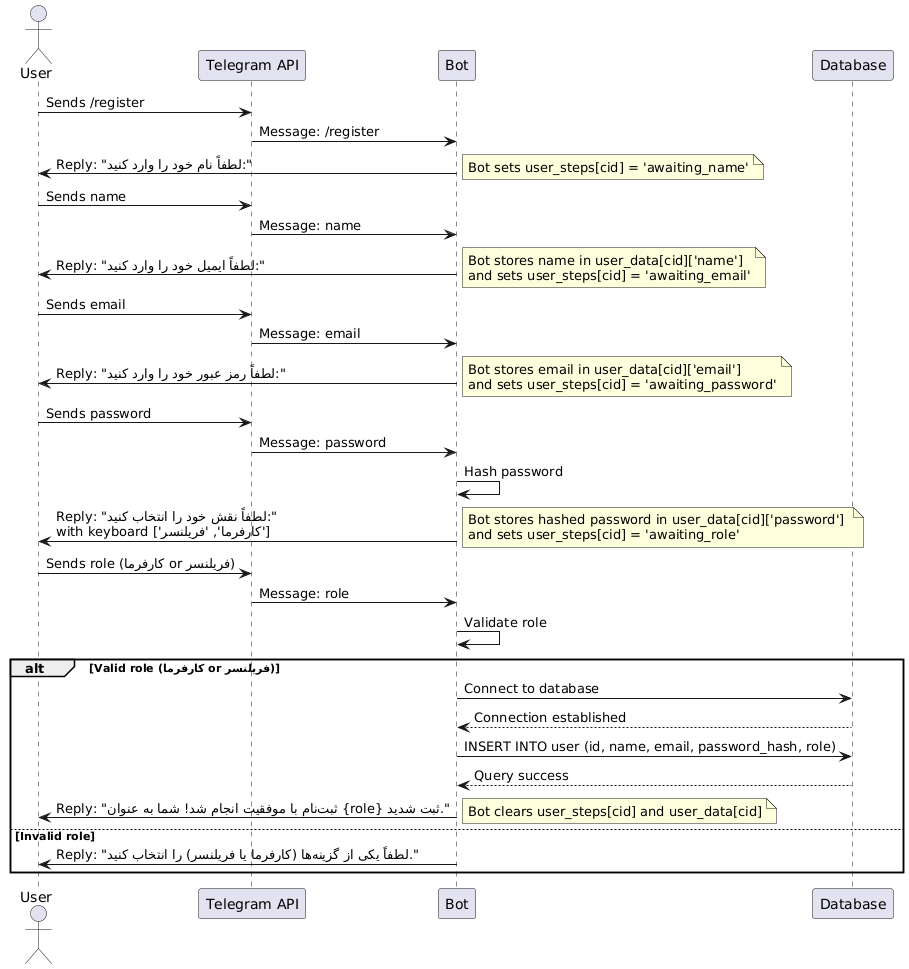 User
Telegram API
Bot
Database
Sends /register
Message: /register
Reply: "لطفاً نام خود را وارد کنید:"
Bot sets user_steps[cid] = 'awaiting_name'
Sends name
Message: name
Reply: "لطفاً ایمیل خود را وارد کنید:"
Bot stores name in user_data[cid]['name']
and sets user_steps[cid] = 'awaiting_email'
Sends email
Message: email
Reply: "لطفاً رمز عبور خود را وارد کنید:"
Bot stores email in user_data[cid]['email']
and sets user_steps[cid] = 'awaiting_password'
Sends password
Message: password
Hash password
Reply: "لطفاً نقش خود را انتخاب کنید:"
with keyboard ['کارفرما', 'فریلنسر']
Bot stores hashed password in user_data[cid]['password']
and sets user_steps[cid] = 'awaiting_role'
Sends role (کارفرما or فریلنسر)
Message: role
Validate role
alt
[Valid role (کارفرما or فریلنسر)]
Connect to database
Connection established
INSERT INTO user (id, name, email, password_hash, role)
Query success
Reply: "ثبت‌نام با موفقیت انجام شد! شما به عنوان {role} ثبت شدید."
Bot clears user_steps[cid] and user_data[cid]
[Invalid role]
Reply: "لطفاً یکی از گزینه‌ها (کارفرما یا فریلنسر) را انتخاب کنید."
User
Telegram API
Bot
Database